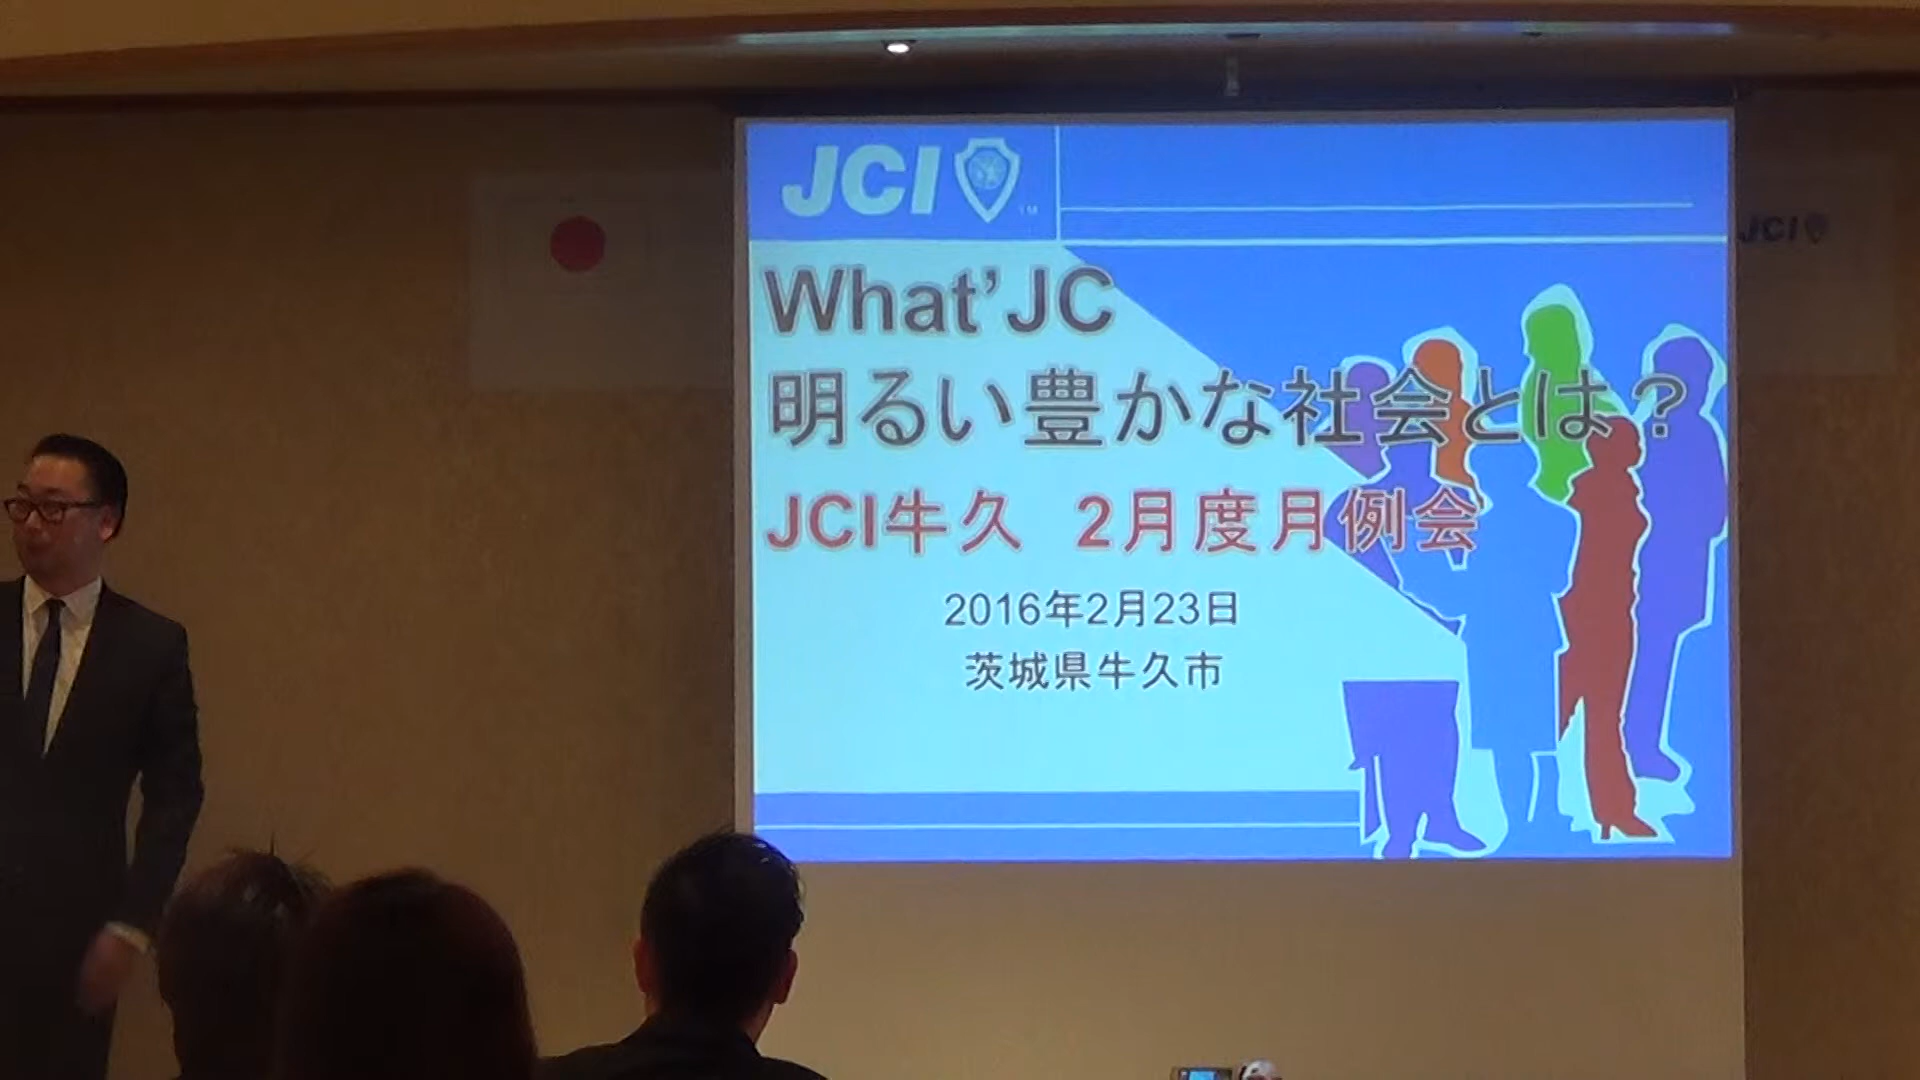 JCI
TM
What'JC
明るい豊かな社会とは？
JCI牛久 2月度月例会
2016年2月23日
茨城県牛久市
JCI